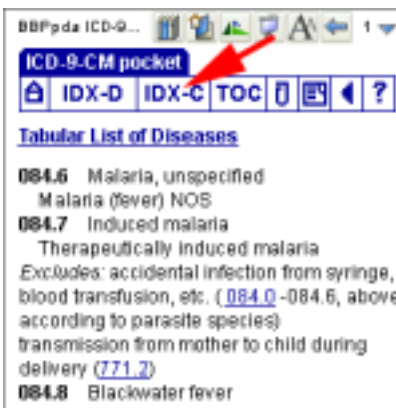 BBPpda ICD-9... A 1
ICD-9-CM pocket
IDX-D IDX-C TOC ?
Tabular List of Diseases
084.6 Malaria, unspecified
Malaria (fever) NOS
084.7 Induced malaria
Therapeutically induced malaria
Excludes: accidental infection from syringe,
blood transfusion, etc. (084.0 -084.6, above
according to parasite species)
transmission from mother to child during
delivery (771.2)
084.8 Blackwater fever